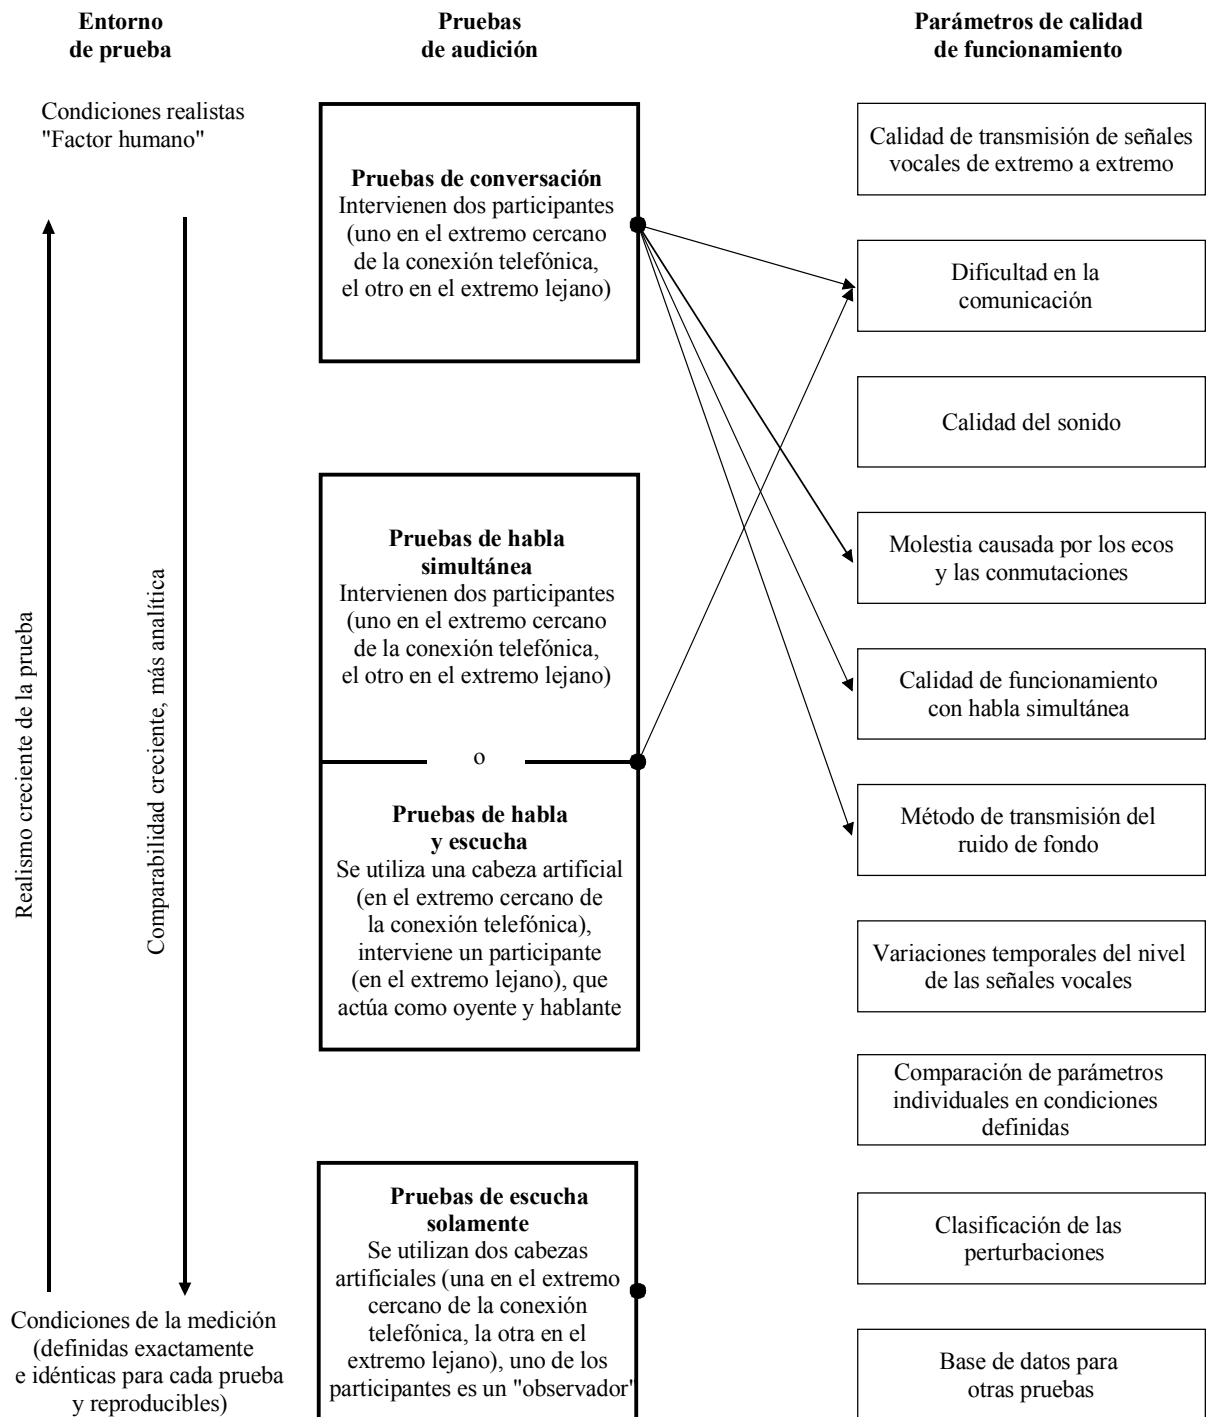 Entorno
de prueba
Pruebas
de audición
Parámetros de calidad
de funcionamiento
Condiciones realistas
"Factor humano"
Realismo creciente de la prueba
Comparabilidad creciente, más analítica
Condiciones de la medición
(definidas exactamente
e idénticas para cada prueba
y reproducibles)
Pruebas de conversación
Intervienen dos participantes
(uno en el extremo cercano
de la conexión telefónica,
el otro en el extremo lejano)
Pruebas de habla
simultánea
Intervienen dos participantes
(uno en el extremo cercano
de la conexión telefónica,
el otro en el extremo lejano)
o
Pruebas de habla
y escucha
Se utiliza una cabeza artificial
(en el extremo cercano de
la conexión telefónica),
interviene un participante
(en el extremo lejano), que
actúa como oyente y hablante
Pruebas de escucha
solamente
Se utilizan dos cabezas
artificiales (una en el extremo
cercano de la conexión
telefónica, la otra en el
extremo lejano), uno de los
participantes es un "observador"
Calidad de transmisión de señales
vocales de extremo a extremo
Dificultad en la
comunicación
Calidad del sonido
Molestia causada por los ecos
y las conmutaciones
Calidad de funcionamiento
con habla simultánea
Método de transmisión del
ruido de fondo
Variaciones temporales del nivel
de las señales vocales
Comparación de parámetros
individuales en condiciones
definidas
Clasificación de las
perturbaciones
Base de datos para
otras pruebas